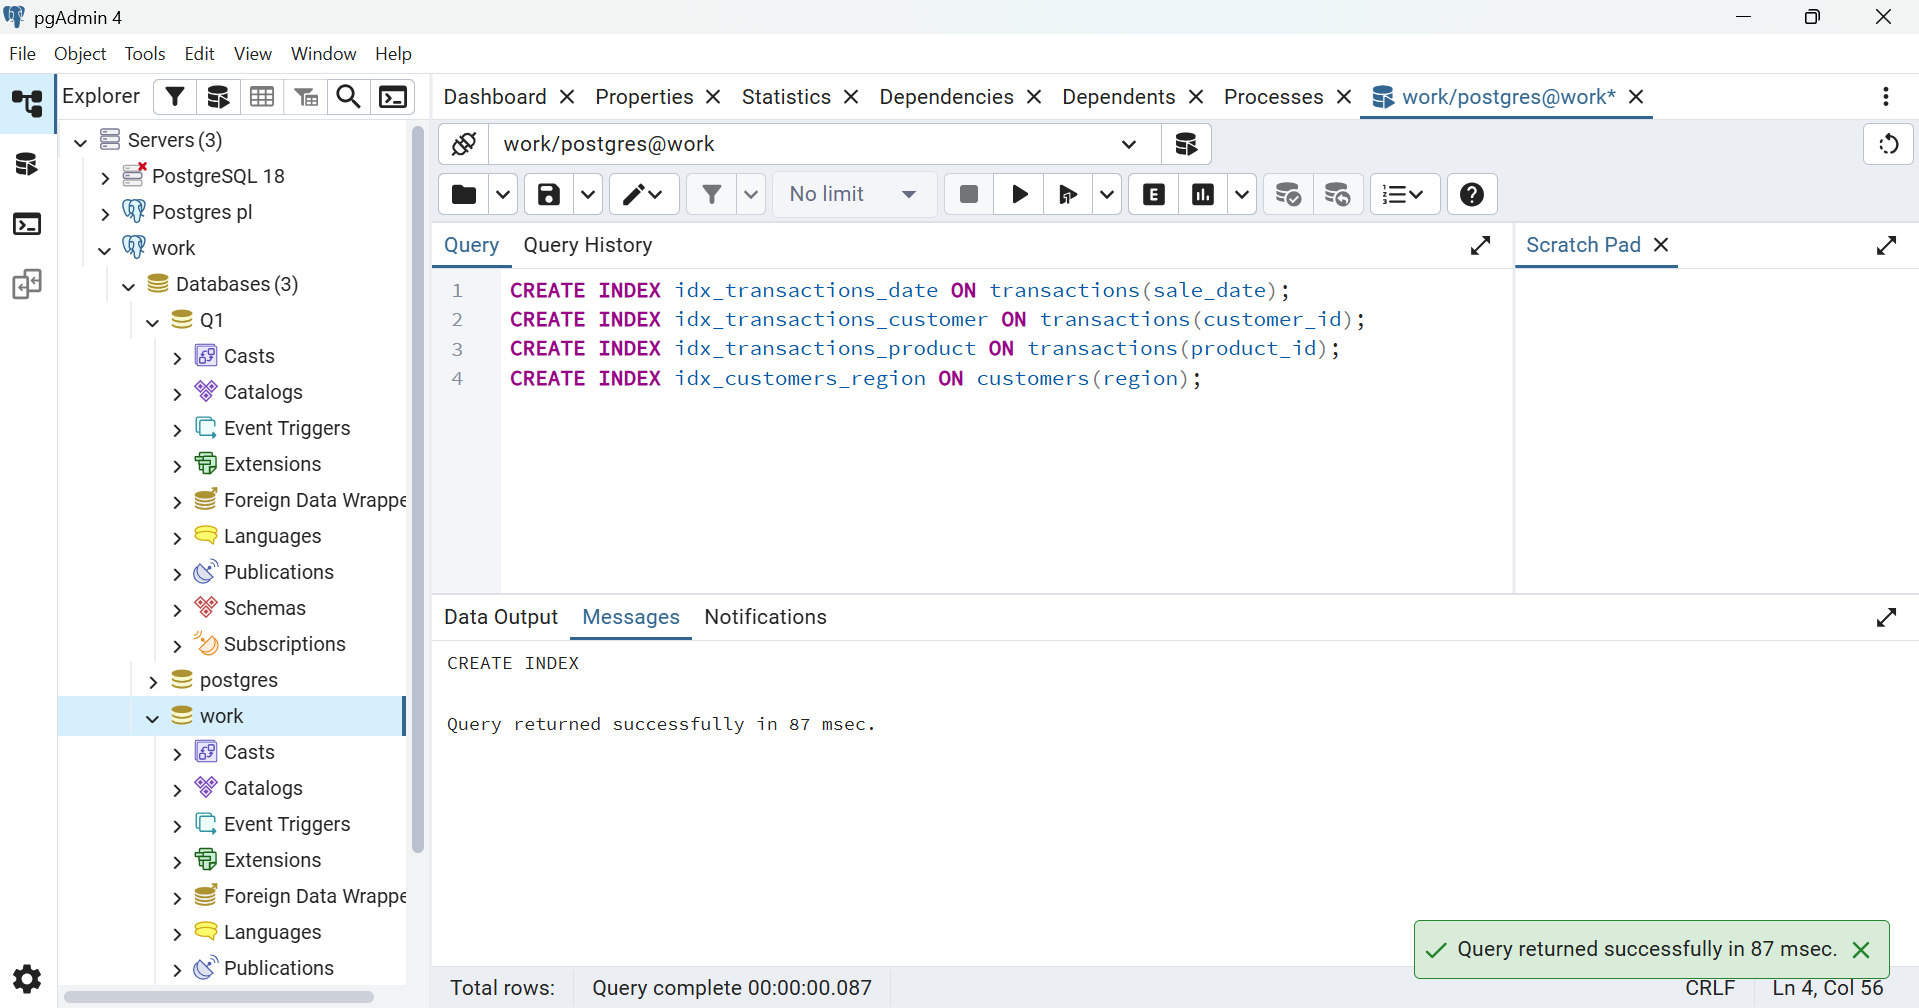 pgAdmin 4
File Object Tools Edit View Window Help
Explorer
Dashboard Properties Statistics Dependencies Dependents Processes work/postgres@work*
Servers (3)
PostgreSQL 18
Postgres pl
work
Databases (3)
Q1
Casts
Catalogs
Event Triggers
Extensions
Foreign Data Wrappe
Languages
Publications
Schemas
Subscriptions
postgres
work
Casts
Catalogs
Event Triggers
Extensions
Foreign Data Wrappe
Languages
Publications
work/postgres@work
No limit
E
Query Query History
Scratch Pad
1 CREATE INDEX idx_transactions_date ON transactions(sale_date);
2 CREATE INDEX idx_transactions_customer ON transactions(customer_id);
3 CREATE INDEX idx_transactions_product ON transactions(product_id);
4 CREATE INDEX idx_customers_region ON customers(region);
Data Output Messages Notifications
CREATE INDEX
Query returned successfully in 87 msec.
Query returned successfully in 87 msec.
Total rows: Query complete 00:00:00.087 CRLF Ln 4, Col 56